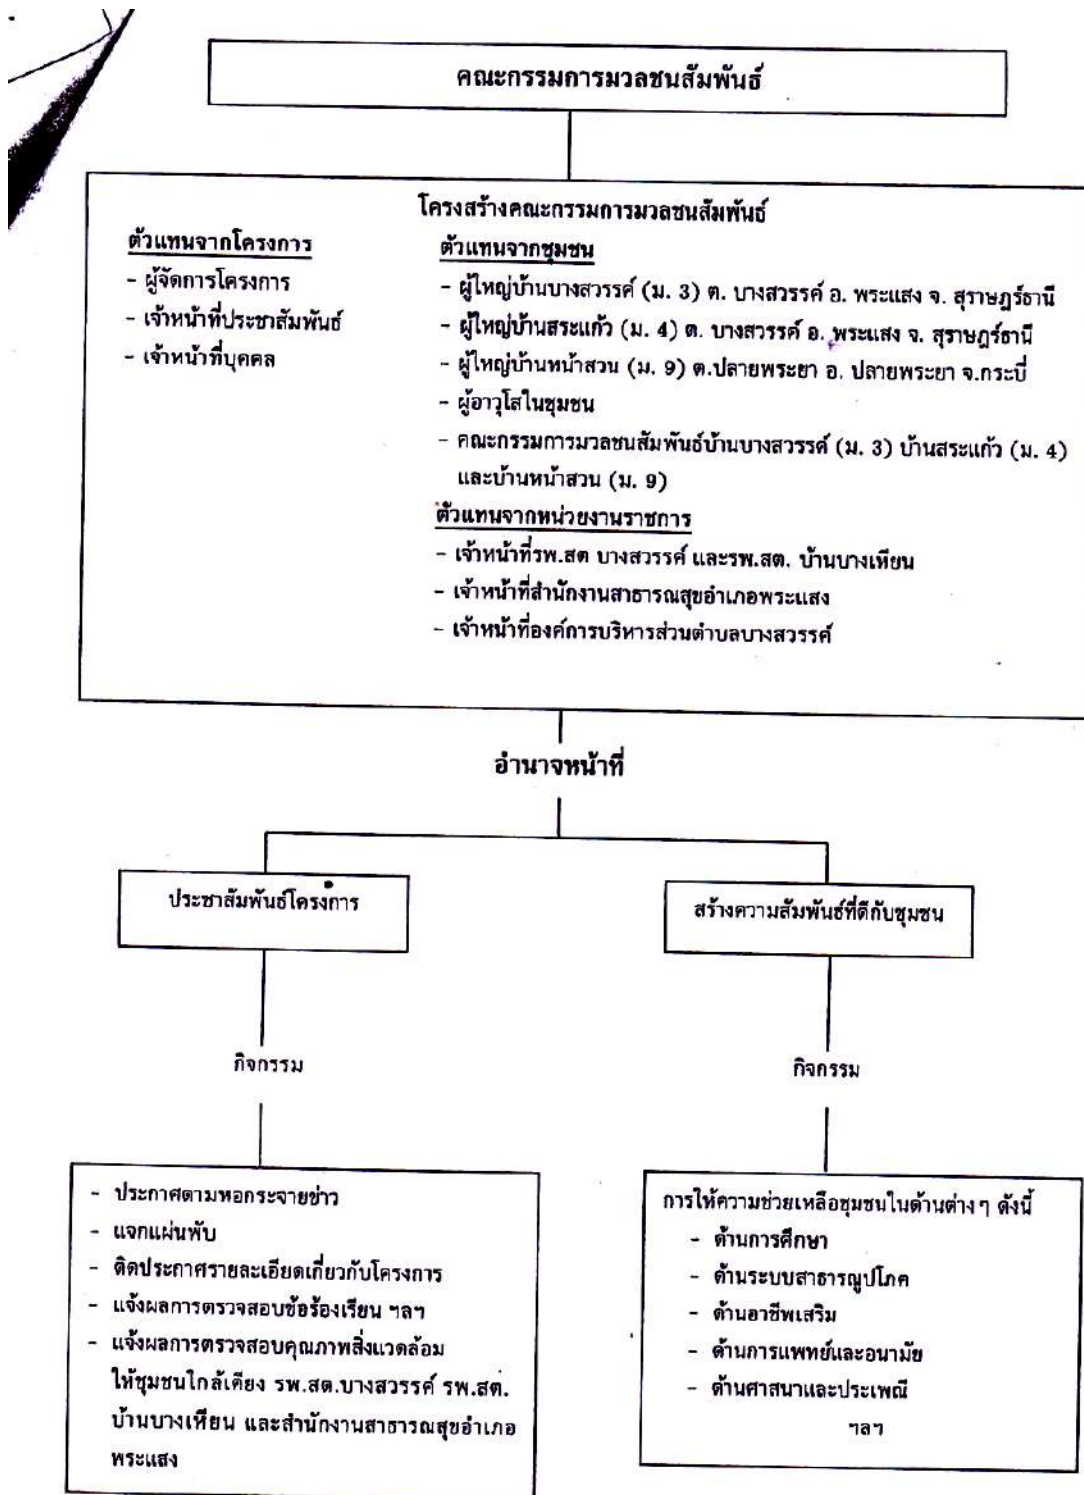 คณะกรรมการมวลชนสัมพันธ์
โครงสร้างคณะกรรมการมวลชนสัมพันธ์
ตัวแทนจากโครงการ
- ผู้จัดการโครงการ
- เจ้าหน้าที่ประชาสัมพันธ์
- เจ้าหน้าที่บุคคล
ตัวแทนจากชุมชน
- ผู้ใหญ่บ้านบางสวรรค์ (ม. 3) ต. บางสวรรค์ อ. พระแสง จ. สุราษฎร์ธานี
- ผู้ใหญ่บ้านสระแก้ว (ม. 4) ต. บางสวรรค์ อ. พระแสง จ. สุราษฎร์ธานี
- ผู้ใหญ่บ้านหน้าสวน (ม. 9) ต.ปลายพระยา อ. ปลายพระยา จ.กระบี่
- ผู้อาวุโสในชุมชน
- คณะกรรมการมวลชนสัมพันธ์บ้านบางสวรรค์ (ม. 3) บ้านสระแก้ว (ม. 4)
และบ้านหน้าสวน (ม. 9)
ตัวแทนจากหน่วยงานราชการ
- เจ้าหน้าที่รพ.สต บางสวรรค์ และรพ.สต. บ้านบางเหียน
- เจ้าหน้าที่สำนักงานสาธารณสุขอำเภอพระแสง
- เจ้าหน้าที่องค์การบริหารส่วนตำบลบางสวรรค์
อำนาจหน้าที่
ประชาสัมพันธ์โครงการ
สร้างความสัมพันธ์ที่ดีกับชุมชน
กิจกรรม
กิจกรรม
- ประกาศตามหอกระจายข่าว
- แจกแผ่นพับ
- ติดประกาศรายละเอียดเกี่ยวกับโครงการ
- แจ้งผลการตรวจสอบข้อร้องเรียน ฯลฯ
- แจ้งผลการตรวจสอบคุณภาพสิ่งแวดล้อม
ให้ชุมชนใกล้เคียง รพ.สต.บางสวรรค์ รพ.สต.
บ้านบางเหียน และสำนักงานสาธารณสุขอำเภอ
พระแสง
การให้ความช่วยเหลือชุมชนในด้านต่างๆ ดังนี้
- ด้านการศึกษา
- ด้านระบบสาธารณูปโภค
- ด้านอาชีพเสริม
- ด้านการแพทย์และอนามัย
- ด้านศาสนาและประเพณี
ฯลฯ